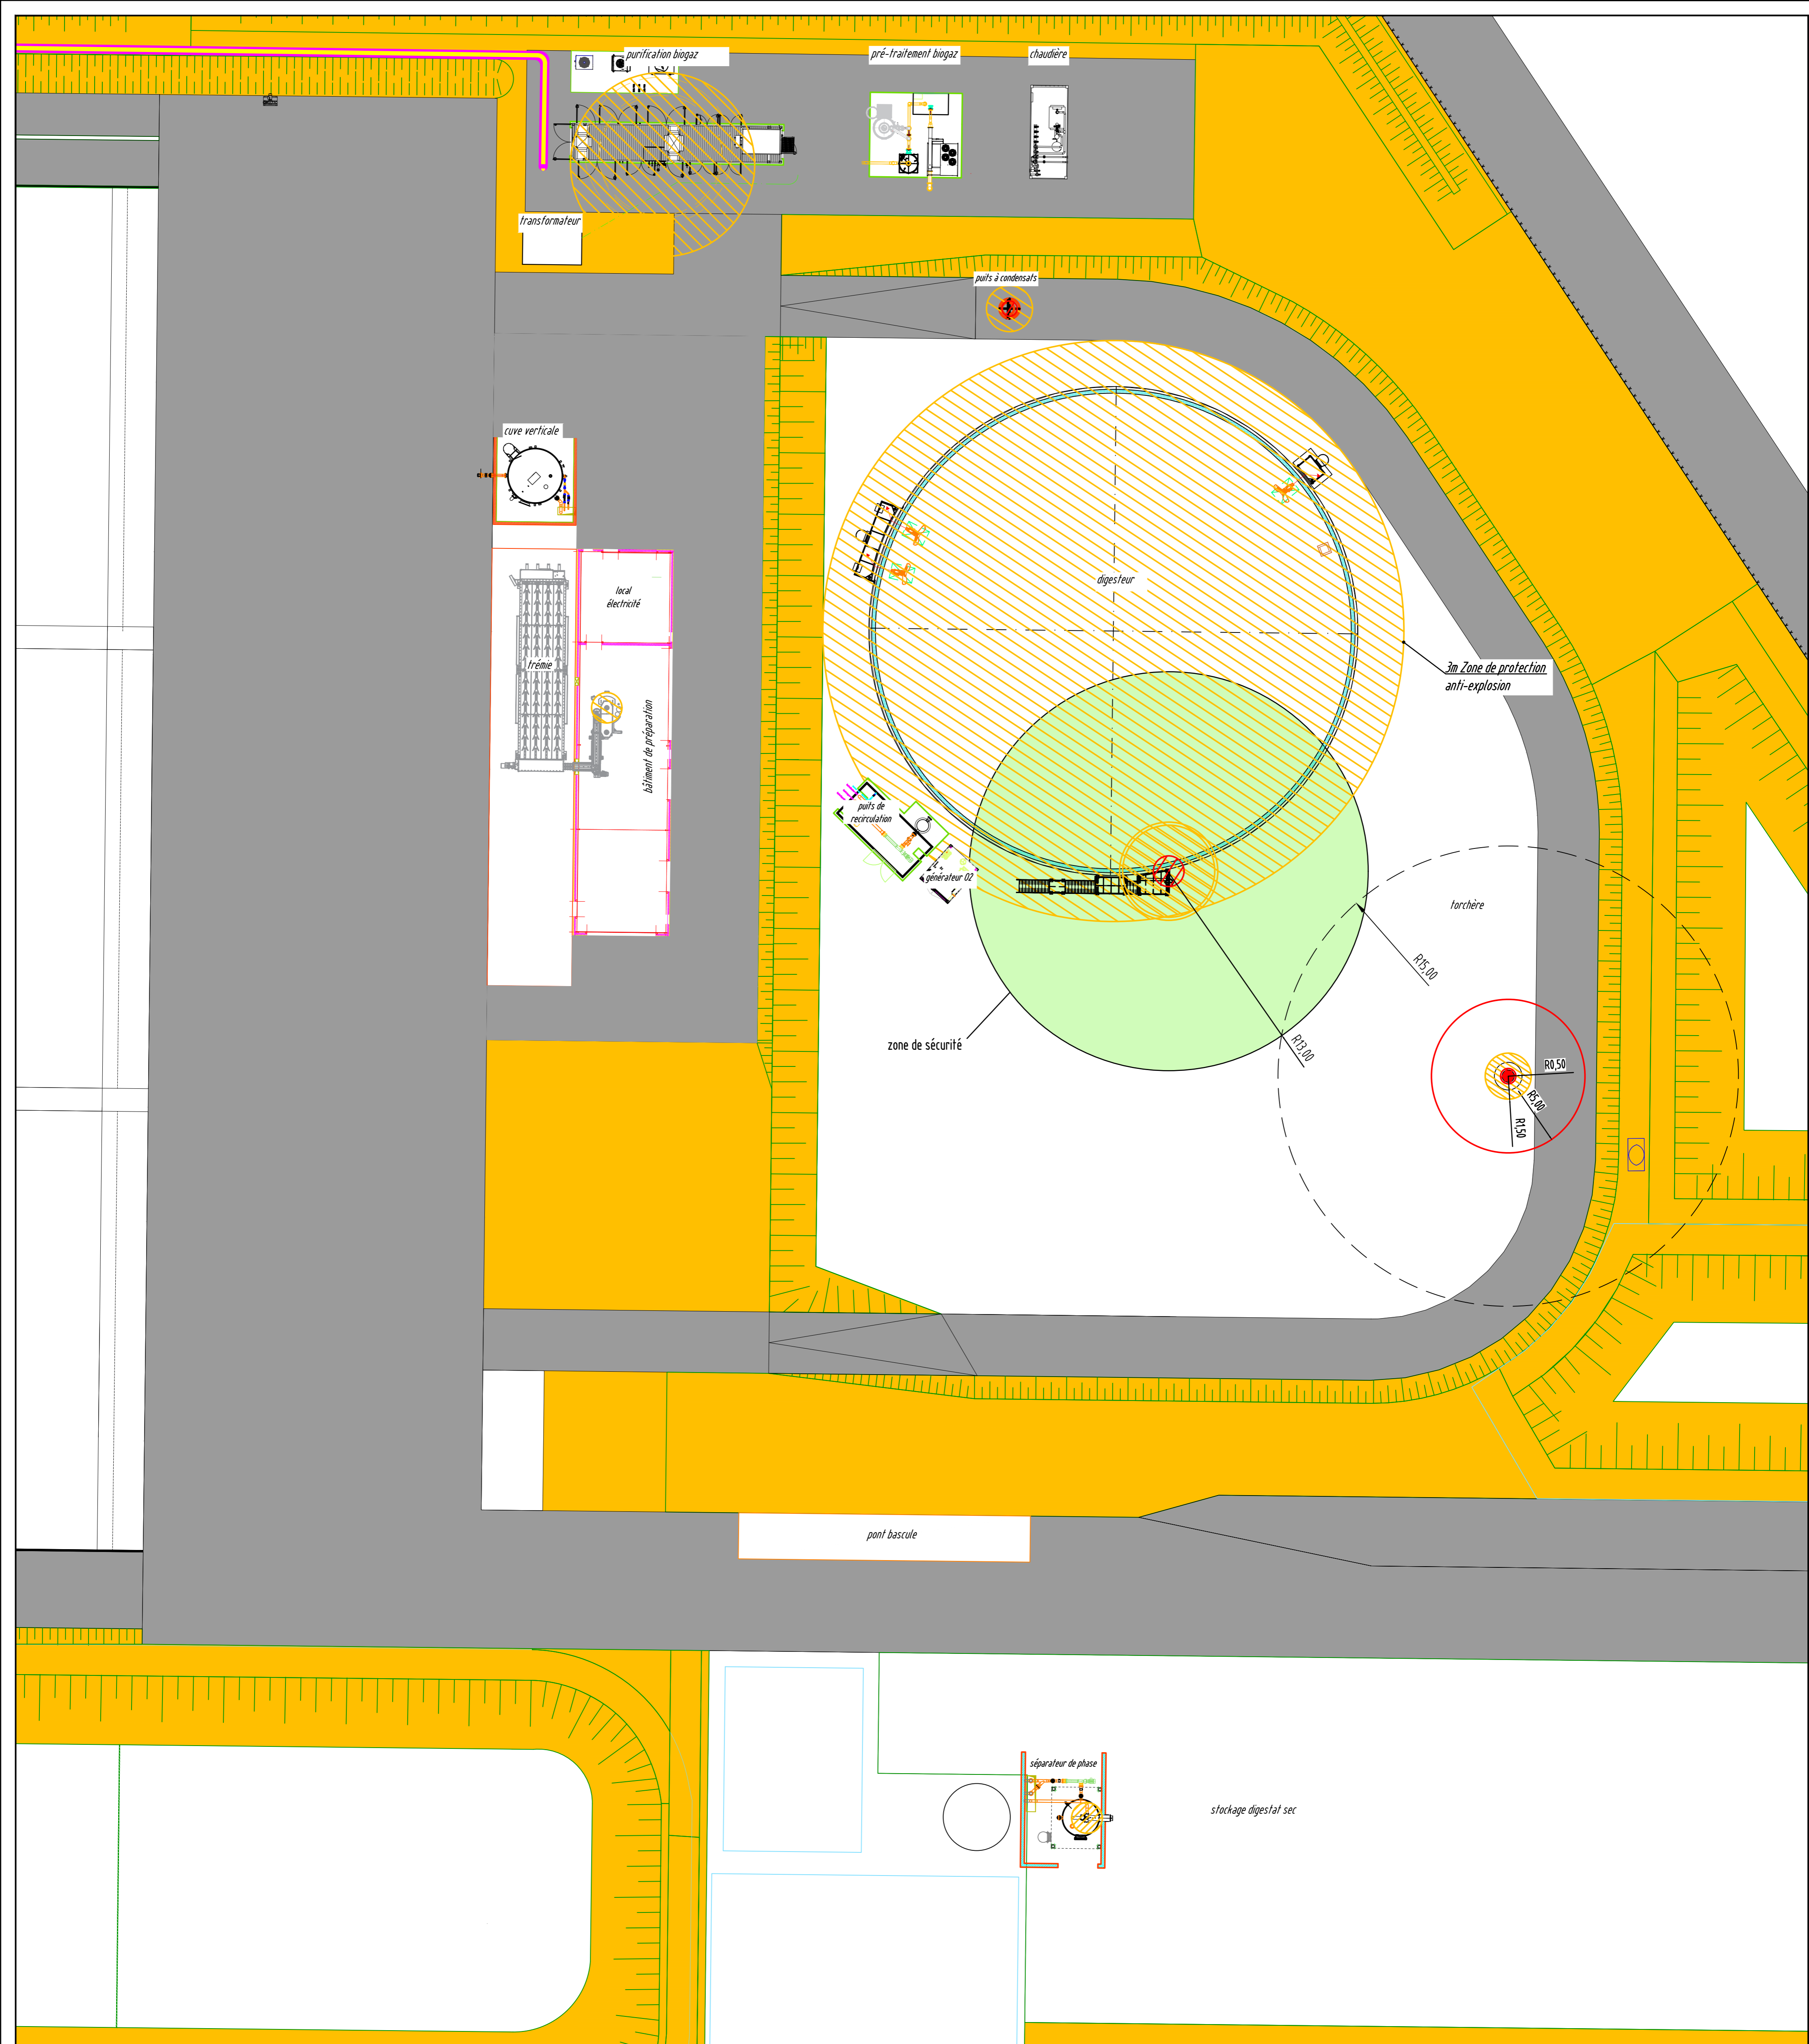 purification biogaz
pré-traitement biogaz
chaudière
transformateur
puits à condensats
cuve verticale
local
électricité
digesteur
trémie
3m Zone de protection
anti-explosion
bâtiment de préparation
puits de
recirculation
générateur O2
torchère
R15,00
zone de sécurité
R13,00
R0,50
R5,00
R1,50
pont bascule
séparateur de phase
stockage digestat sec